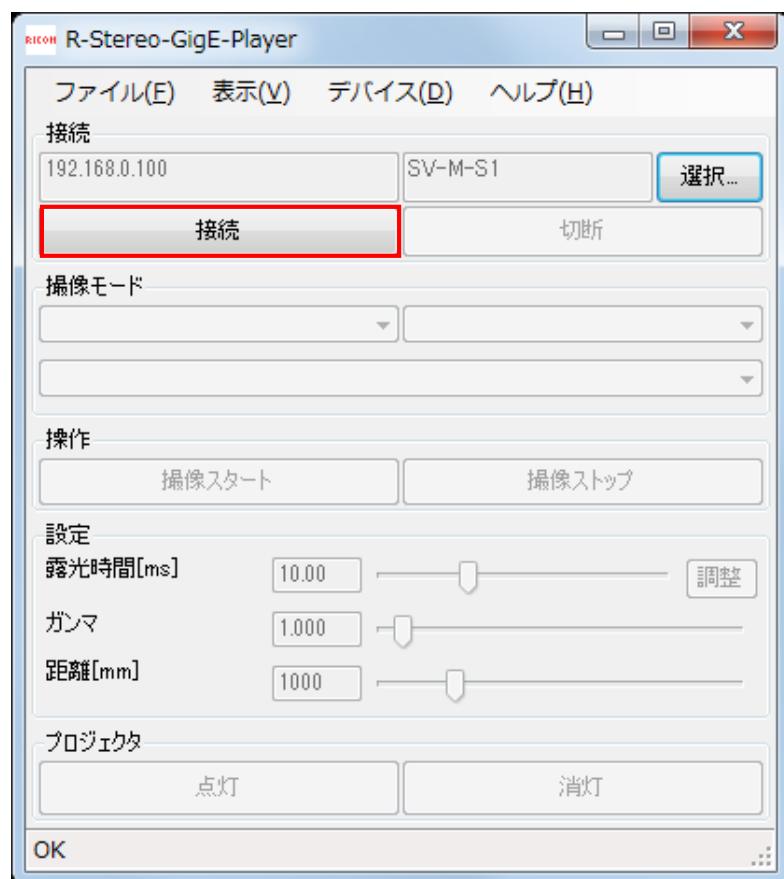 RICOH R-Stereo-GigE-Player
ファイル(F) 表示(V) デバイス(D) ヘルプ(H)
接続
192.168.0.100 SV-M-S1 選択...
接続 切断
撮像モード
操作
撮像スタート 撮像ストップ
設定
露光時間[ms] 10.00 調整
ガンマ 1.000
距離[mm] 1000
プロジェクタ
点灯 消灯
OK